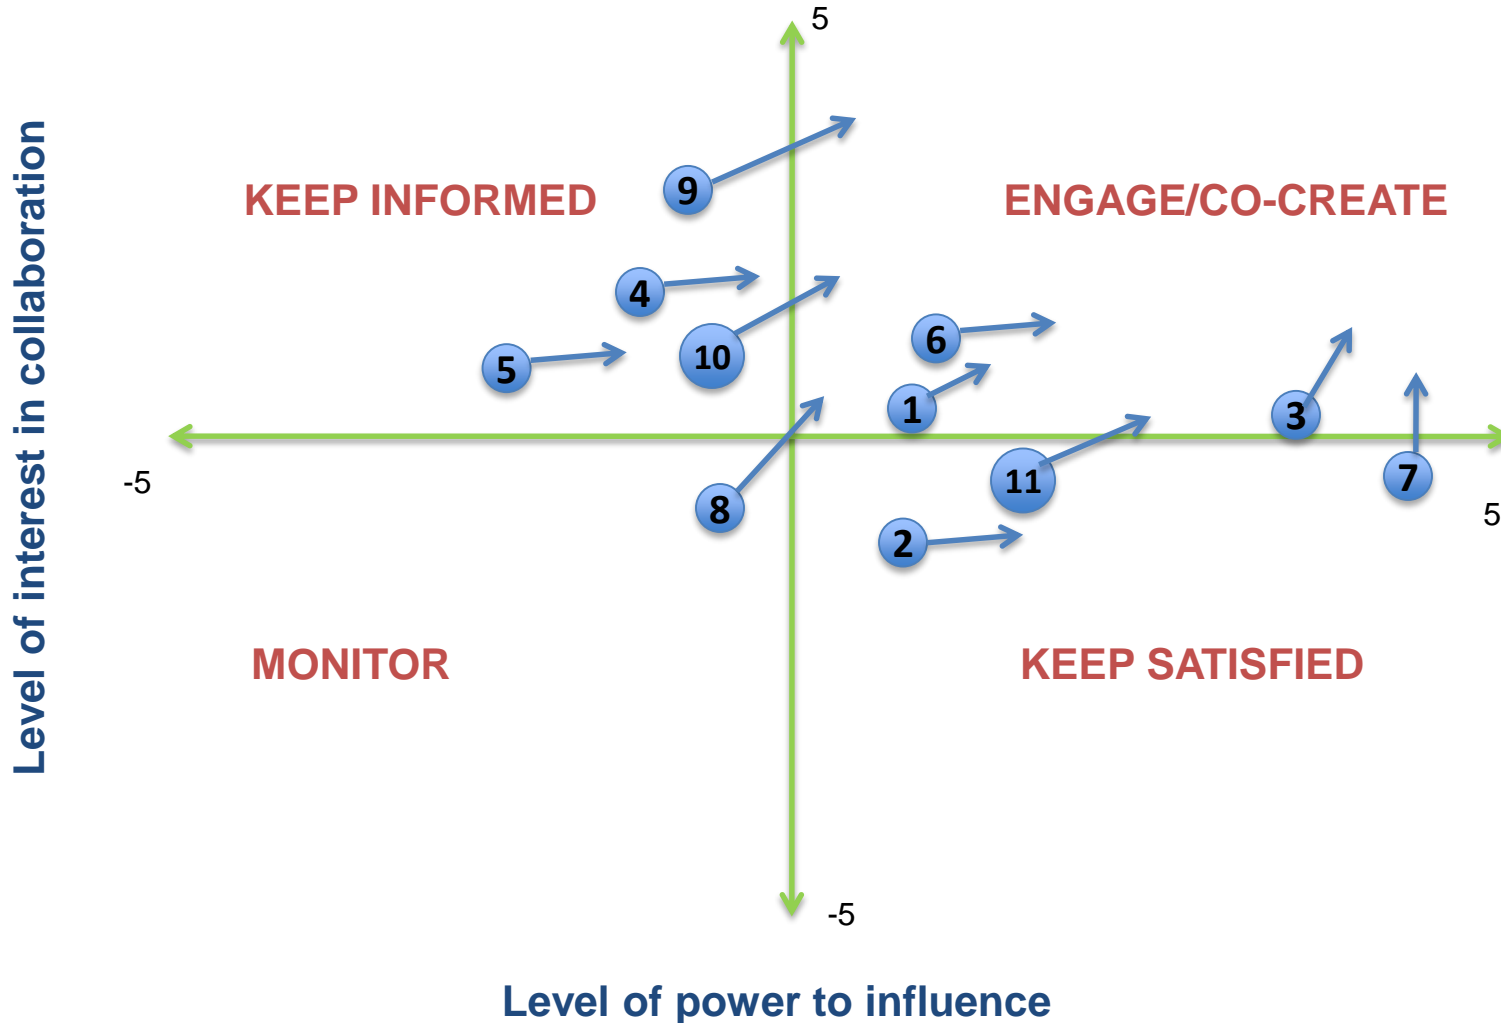 5
Level of interest in collaboration
KEEP INFORMED
ENGAGE/CO-CREATE
9
4
10
5
6
1
3
-5
7
11
8
5
2
MONITOR
KEEP SATISFIED
-5
Level of power to influence